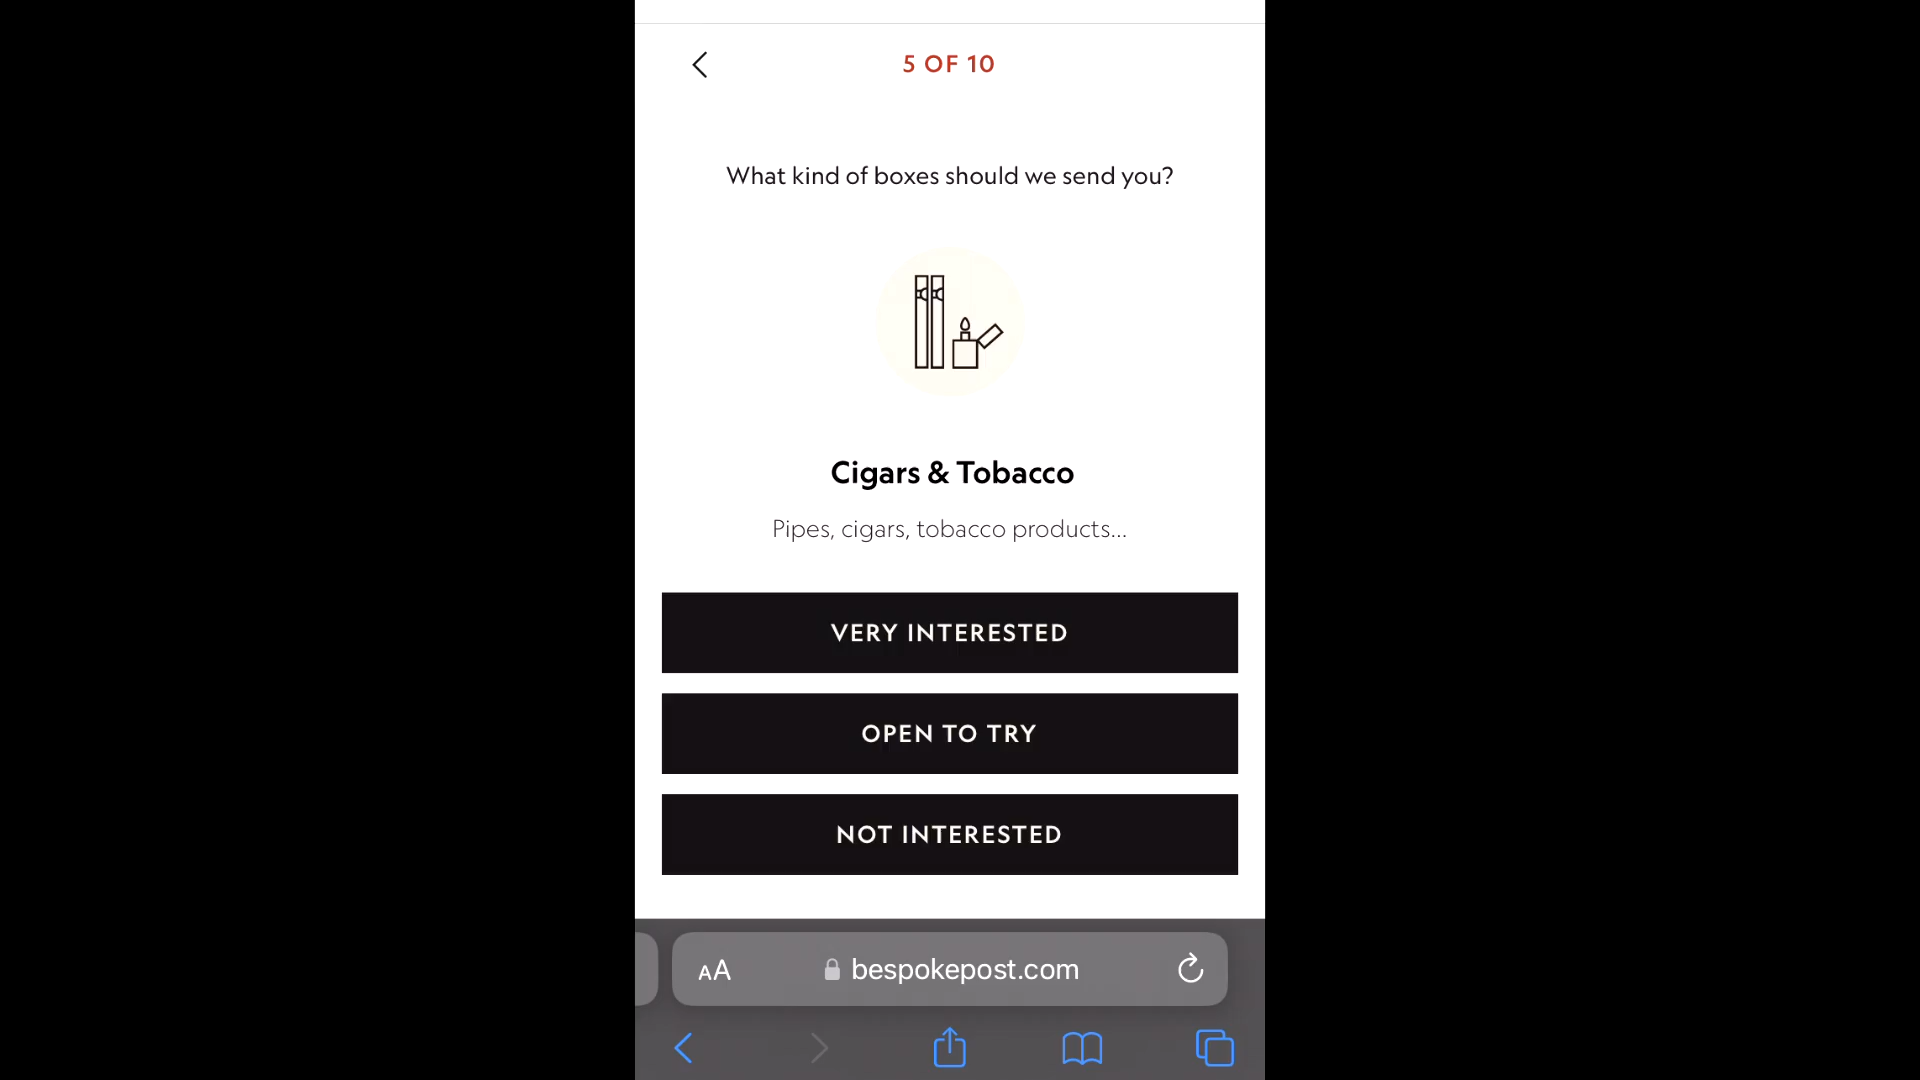 5 OF 10
What kind of boxes should we send you?
Cigars & Tobacco
Pipes, cigars, tobacco products...
VERY INTERESTED
OPEN TO TRY
NOT INTERESTED
AA bespokepost.com